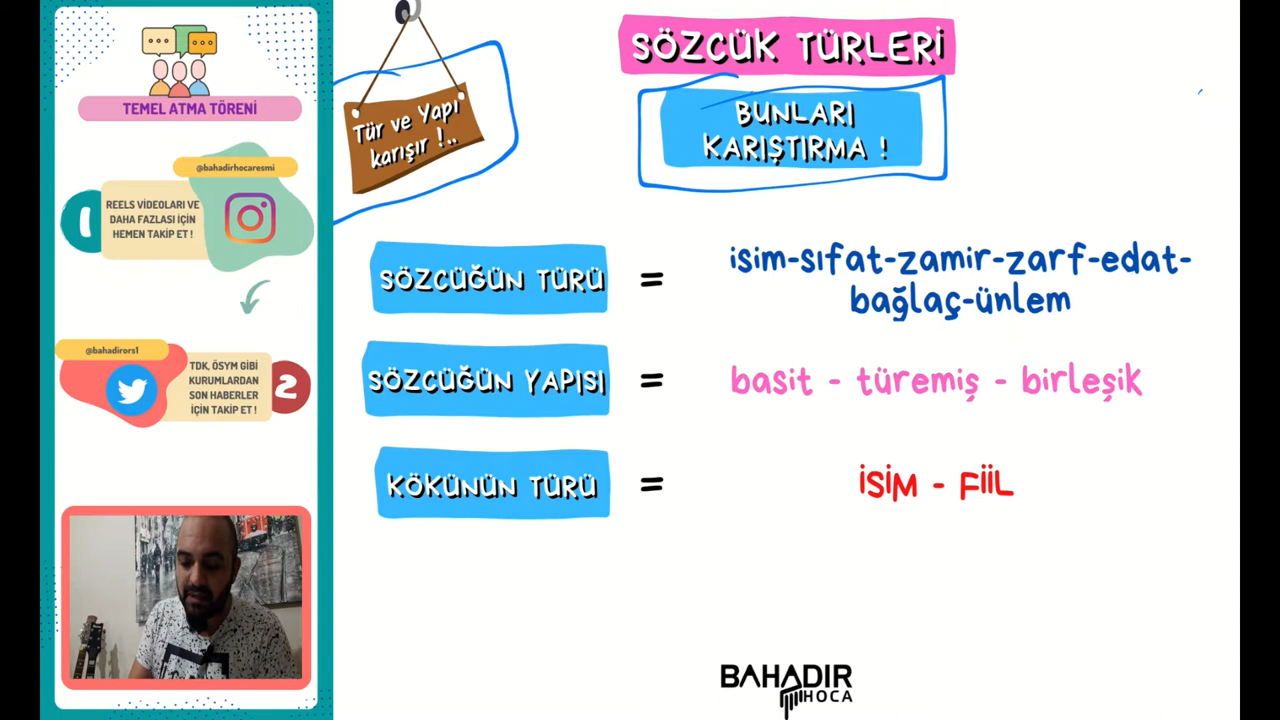 TEMEL ATMA TÖRENİ
@bahadirhocaresmi
1
REELS VİDEOLARI VE
DAHA FAZLASI İÇİN
HEMEN TAKİP ET !
@bahadirors1
TDK, ÖSYM GİBİ
KURUMLARDAN
SON HABERLER
İÇİN TAKİP ET !
2
Tür ve Yapı
karışır !..
SÖZCÜK TÜRLERİ
BUNLARI
KARIŞTIRMA !
SÖZCÜĞÜN TÜRÜ = isim-sıfat-zamir-zarf-edat-
bağlaç-ünlem
SÖZCÜĞÜN YAPISI = basit - türemiş - birleşik
KÖKÜNÜN TÜRÜ = İSİM - FİİL
BAHADIR
HOCA